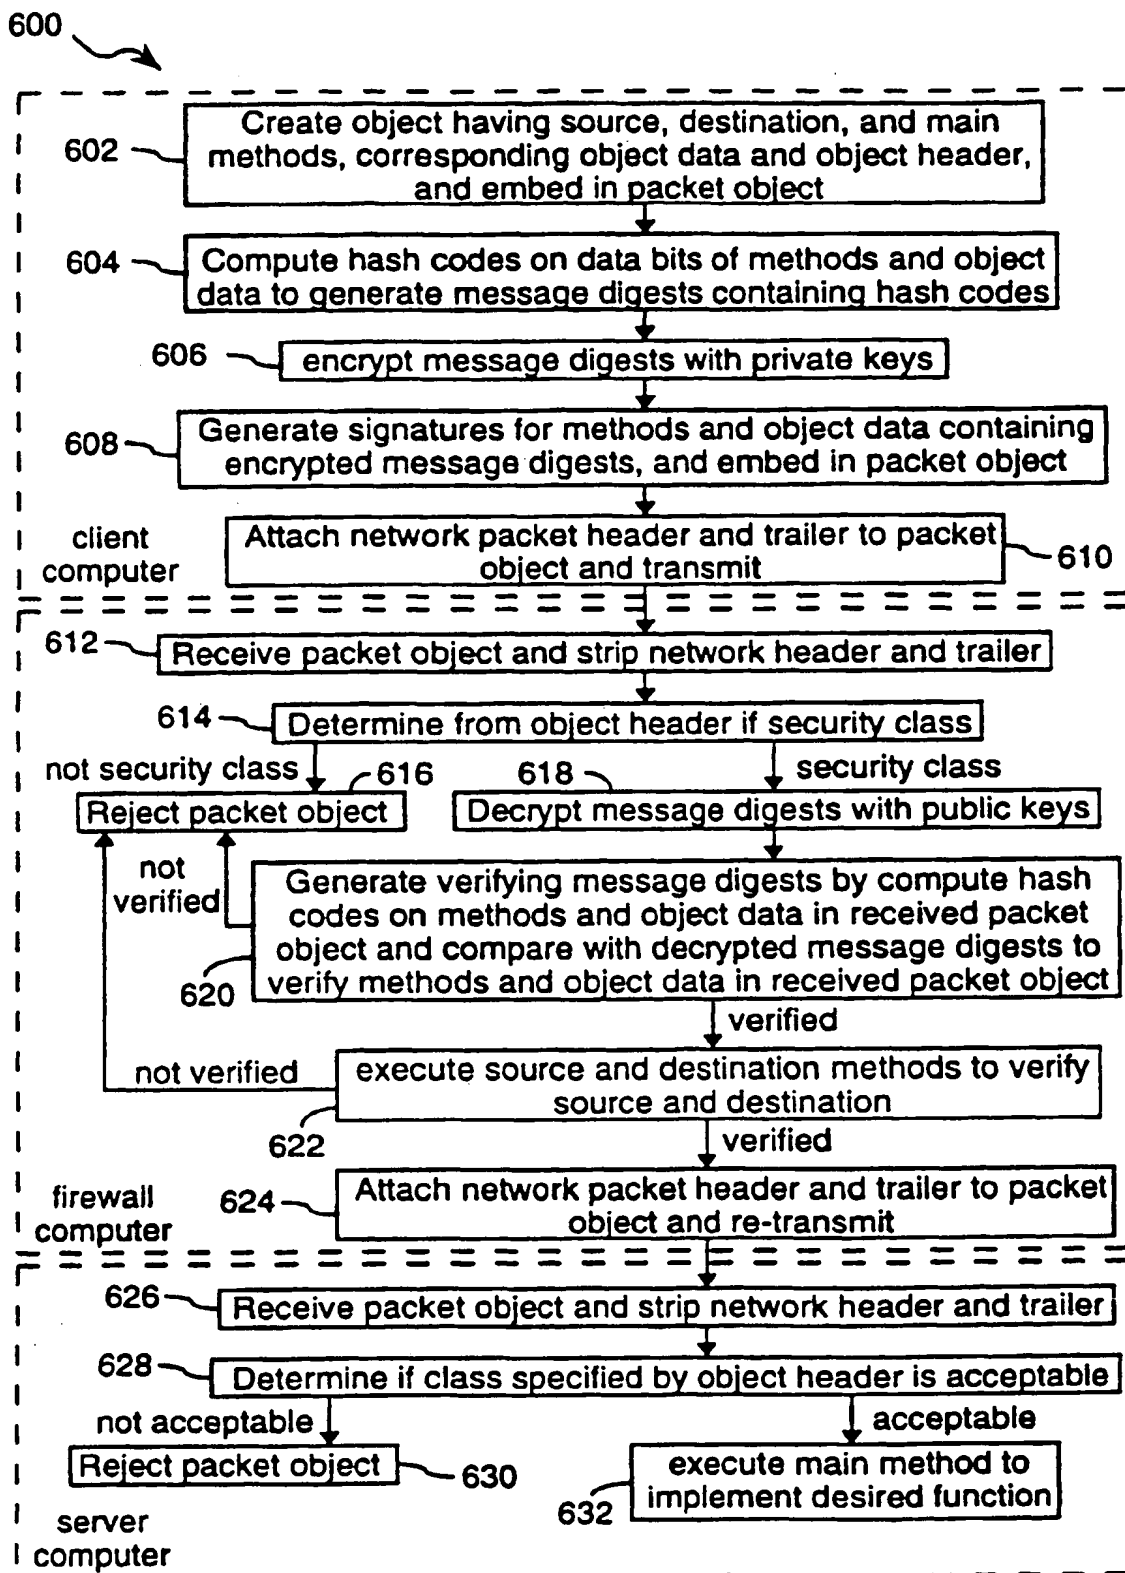 600
602
Create object having source, destination, and main
methods, corresponding object data and object header,
and embed in packet object
604
Compute hash codes on data bits of methods and object
data to generate message digests containing hash codes
606
encrypt message digests with private keys
608
Generate signatures for methods and object data containing
encrypted message digests, and embed in packet object
client
computer
Attach network packet header and trailer to packet
object and transmit
610
612
Receive packet object and strip network header and trailer
614
Determine from object header if security class
not security class
616
618
security class
Reject packet object
Decrypt message digests with public keys
not
verified
Generate verifying message digests by compute hash
codes on methods and object data in received packet
object and compare with decrypted message digests to
verify methods and object data in received packet object
620
verified
not verified
execute source and destination methods to verify
source and destination
622
verified
firewall
computer
624
Attach network packet header and trailer to packet
object and re-transmit
626
Receive packet object and strip network header and trailer
628
Determine if class specified by object header is acceptable
not acceptable
acceptable
Reject packet object
630
execute main method to
implement desired function
632
server
computer